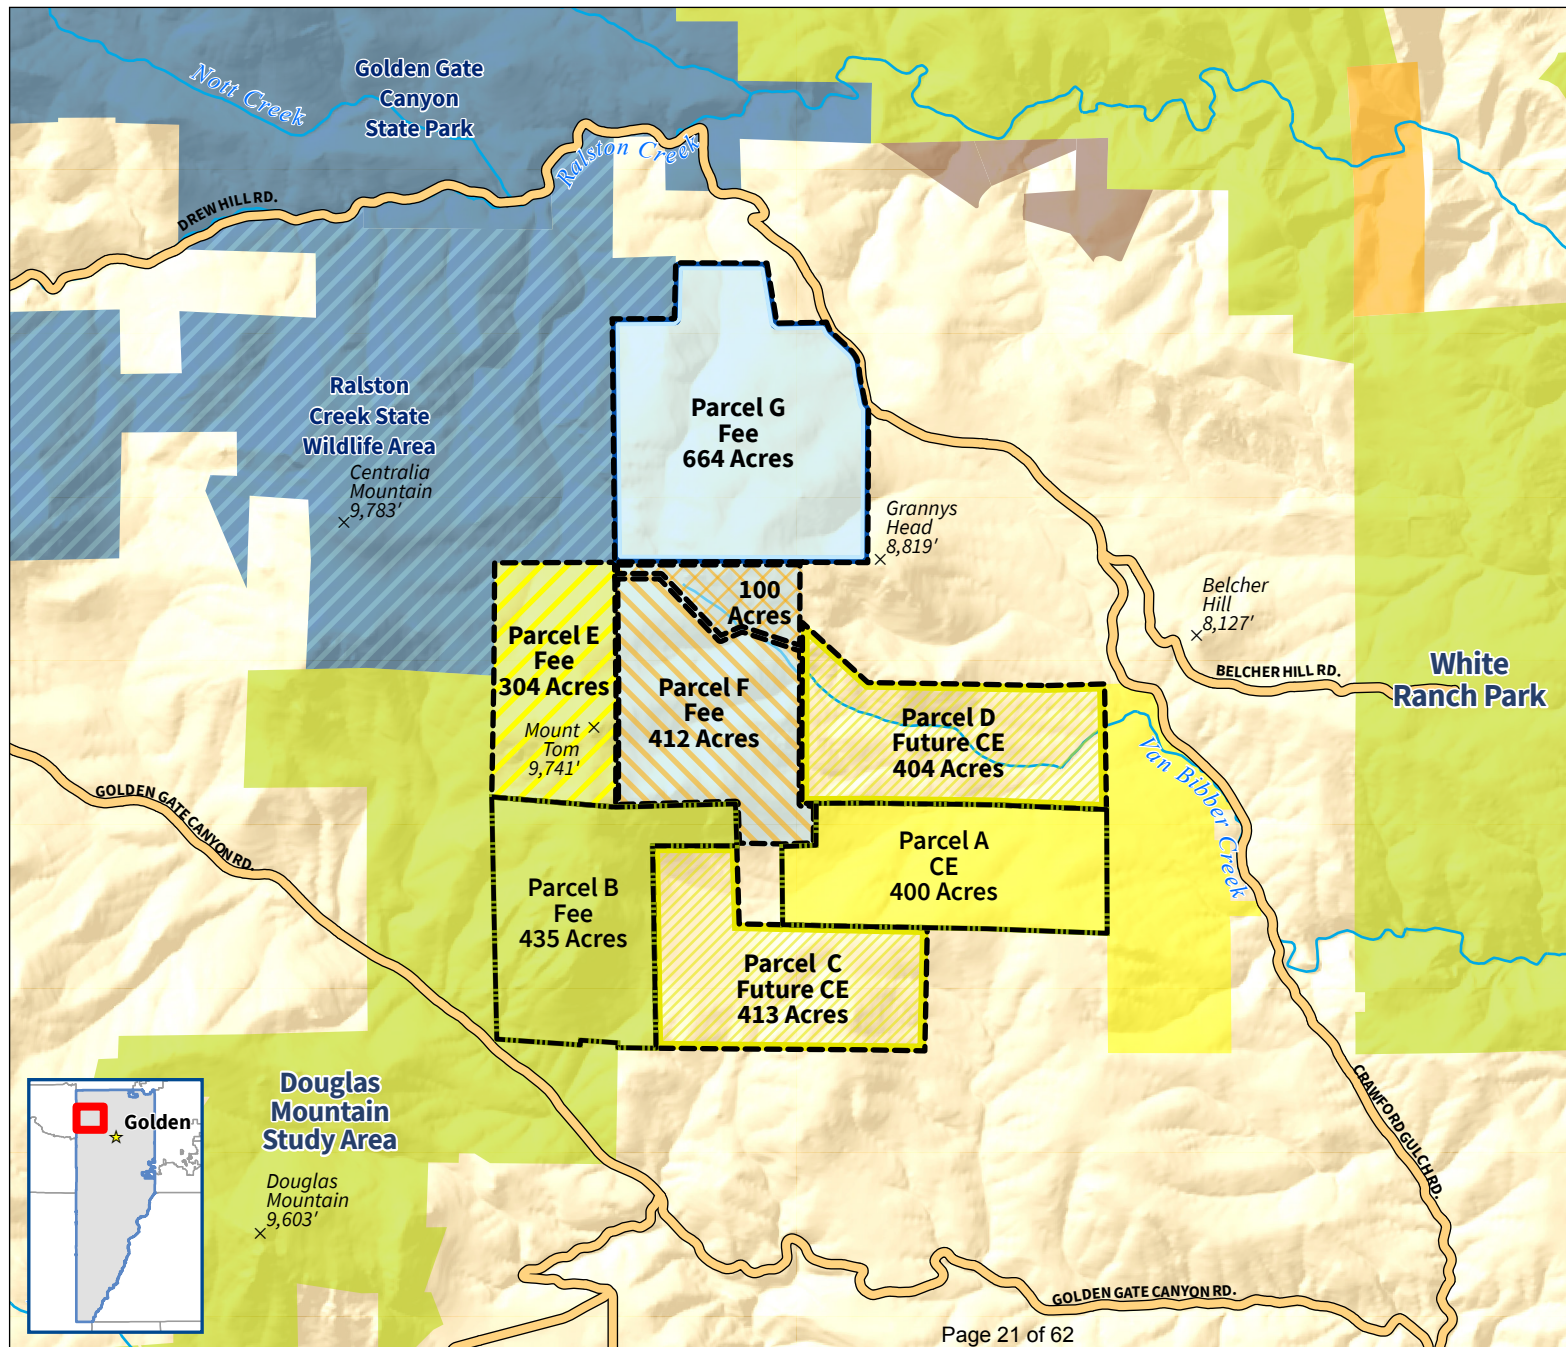 Nott Creek
Golden Gate
Canyon
State Park
Ralston Creek
DREW HILL RD.
Ralston
Creek State
Wildlife Area
Centralia
Mountain
9,783'
Parcel G
Fee
664 Acres
Grannys
Head
8,819'
Belcher
Hill
8,127'
BELCHER HILL RD.
White
Ranch Park
100
Acres
Parcel E
Fee
304 Acres
Mount
Tom
9,741'
Parcel F
Fee
412 Acres
Parcel D
Future CE
404 Acres
Van Bibber Creek
GOLDEN GATE CANYON RD.
Parcel A
CE
400 Acres
Parcel B
Fee
435 Acres
Parcel C
Future CE
413 Acres
Golden
Douglas
Mountain
Study Area
Douglas
Mountain
9,603'
CRAWFORD GULCH RD.
GOLDEN GATE CANYON RD.
Page 21 of 62